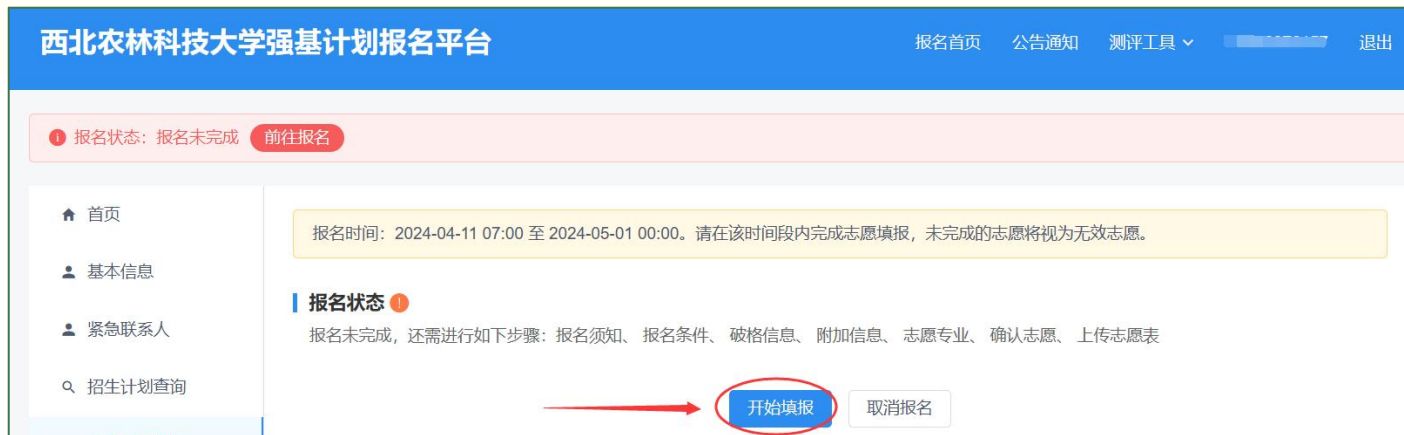 西北农林科技大学强基计划报名平台
报名首页 公告通知 测评工具 退出
报名状态：报名未完成 前往报名
首页
报名时间：2024-04-11 07:00 至 2024-05-01 00:00。请在该时间段内完成志愿填报，未完成的志愿将视为无效志愿。
基本信息
报名状态
紧急联系人
报名未完成，还需进行如下步骤：报名须知、 报名条件、 破格信息、 附加信息、 志愿专业、 确认志愿、 上传志愿表
招生计划查询
开始填报 取消报名